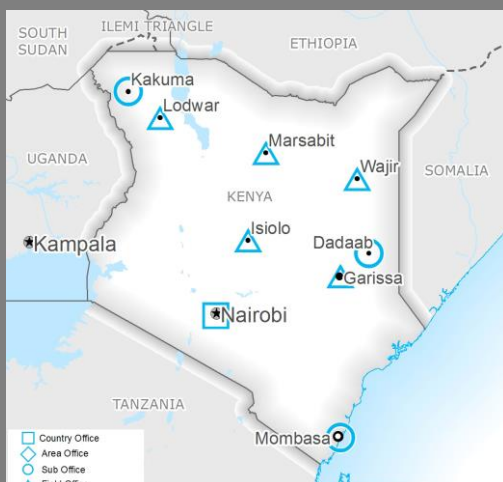 ILEMI TRIANGLE
SOUTH
SUDAN
ETHIOPIA
Kakuma
Lodwar
Marsabit
UGANDA
Wajir
SOMALIA
KENYA
Isiolo
Kampala
Dadaab
Garissa
Nairobi
TANZANIA
Mombasa
Country Office
Area Office
Sub Office